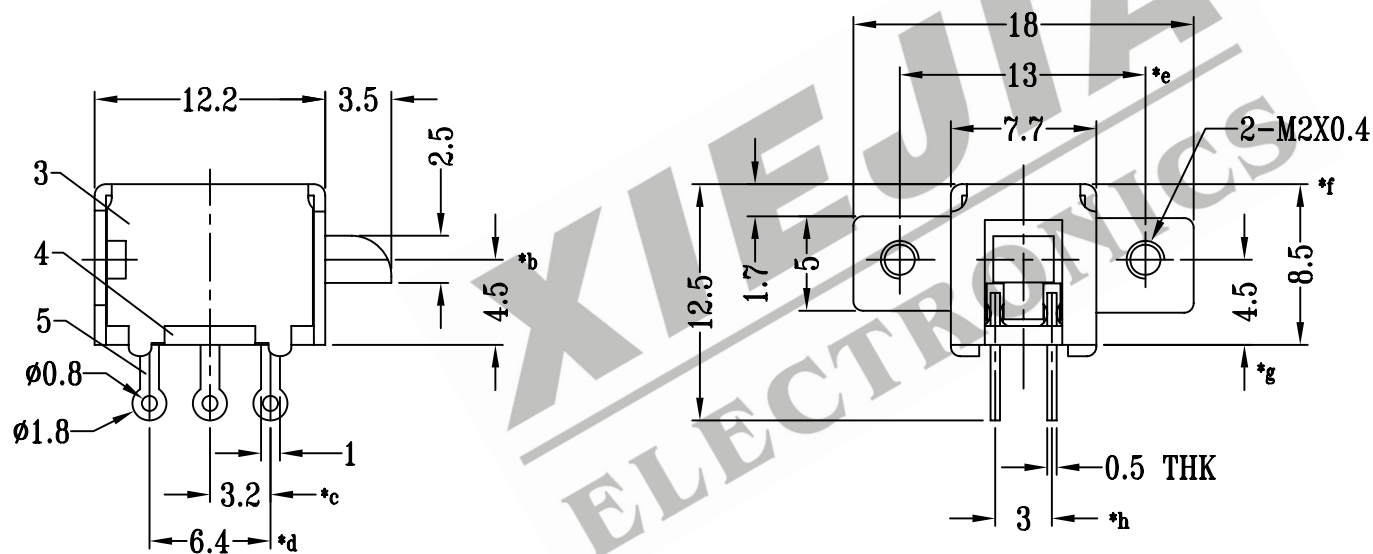 18
13 *e
12.2 3.5
7.7
2-M2X0.4
2.5
3
*f
4
*b
4.5
1.7
5
12.5
4.5
8.5
5
ø0.8
*g
ø1.8
1
0.5 THK
3.2 *c
3 *h
6.4 *d
XIEJIA
ELECTRONICS